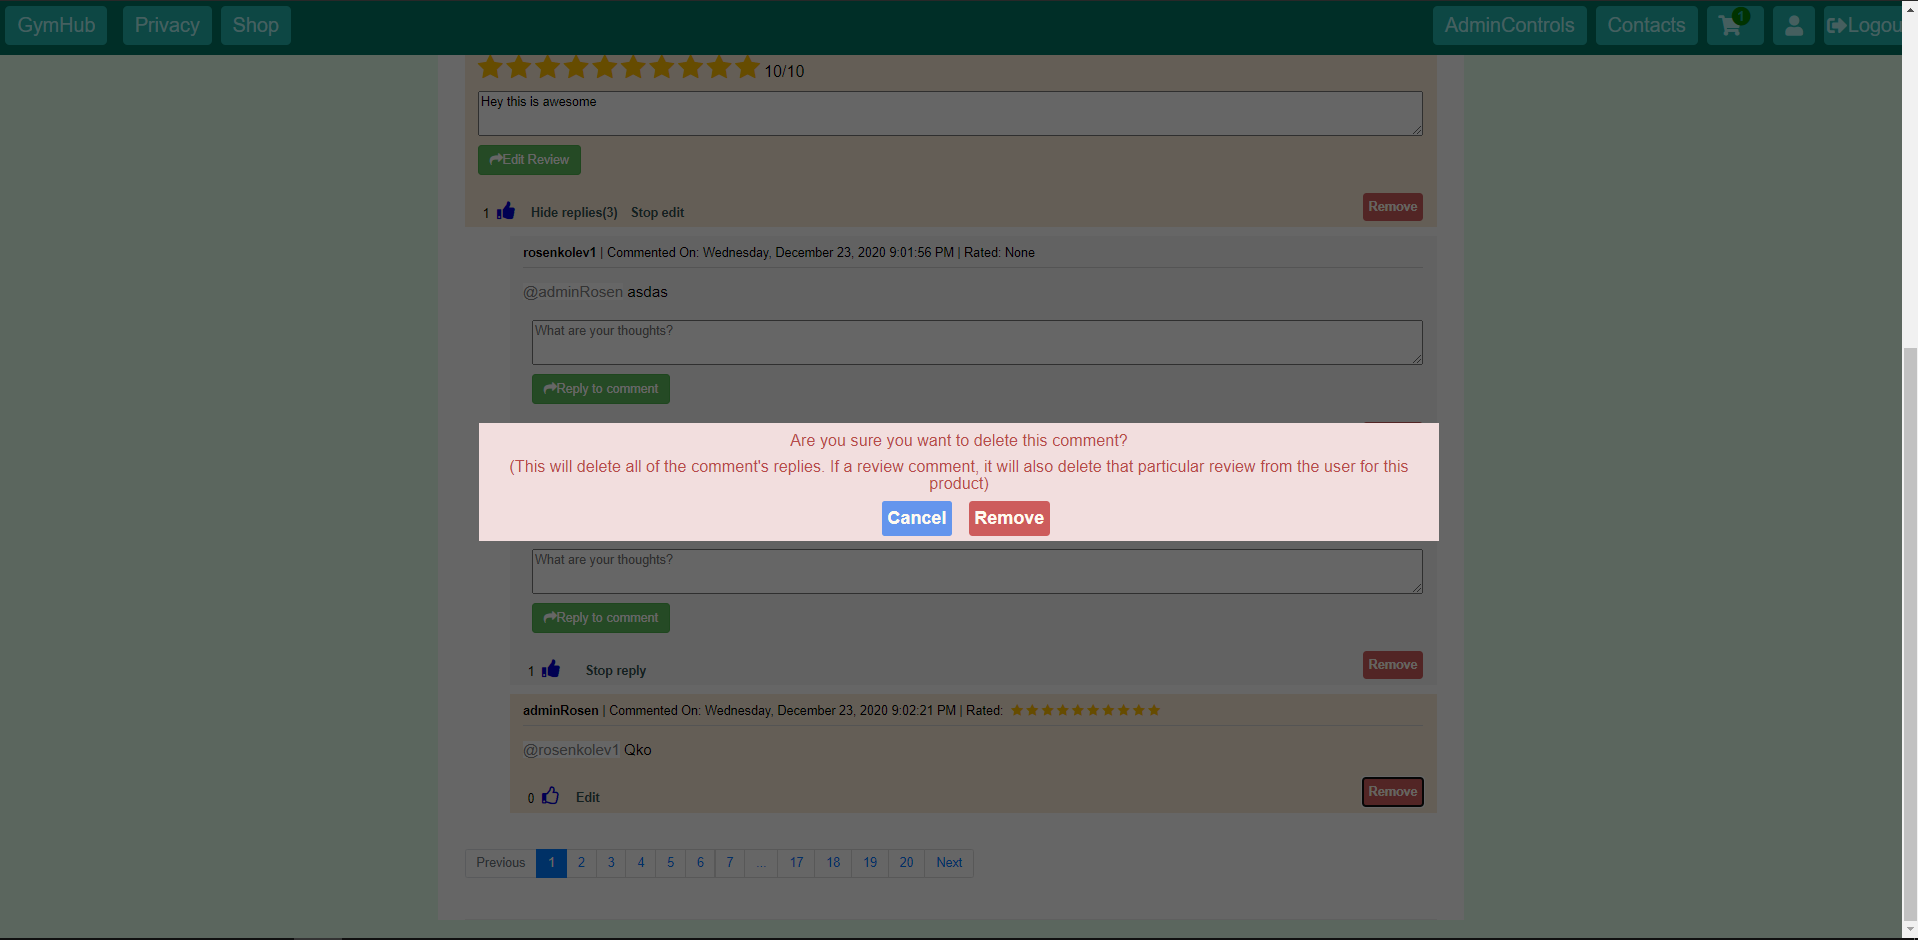 GymHub Privacy Shop AdminControls Contacts 1 Logou
10/10
Hey this is awesome
Edit Review
1 Hide replies(3) Stop edit Remove
rosenkolev1 | Commented On: Wednesday, December 23, 2020 9:01:56 PM | Rated: None
@adminRosen asdas
What are your thoughts?
Reply to comment
Are you sure you want to delete this comment?
(This will delete all of the comment's replies. If a review comment, it will also delete that particular review from the user for this
product)
Cancel Remove
What are your thoughts?
Reply to comment
1 Stop reply Remove
adminRosen | Commented On: Wednesday, December 23, 2020 9:02:21 PM | Rated:
@rosenkolev1 Qko
0 Edit Remove
Previous 1 2 3 4 5 6 7 ... 17 18 19 20 Next